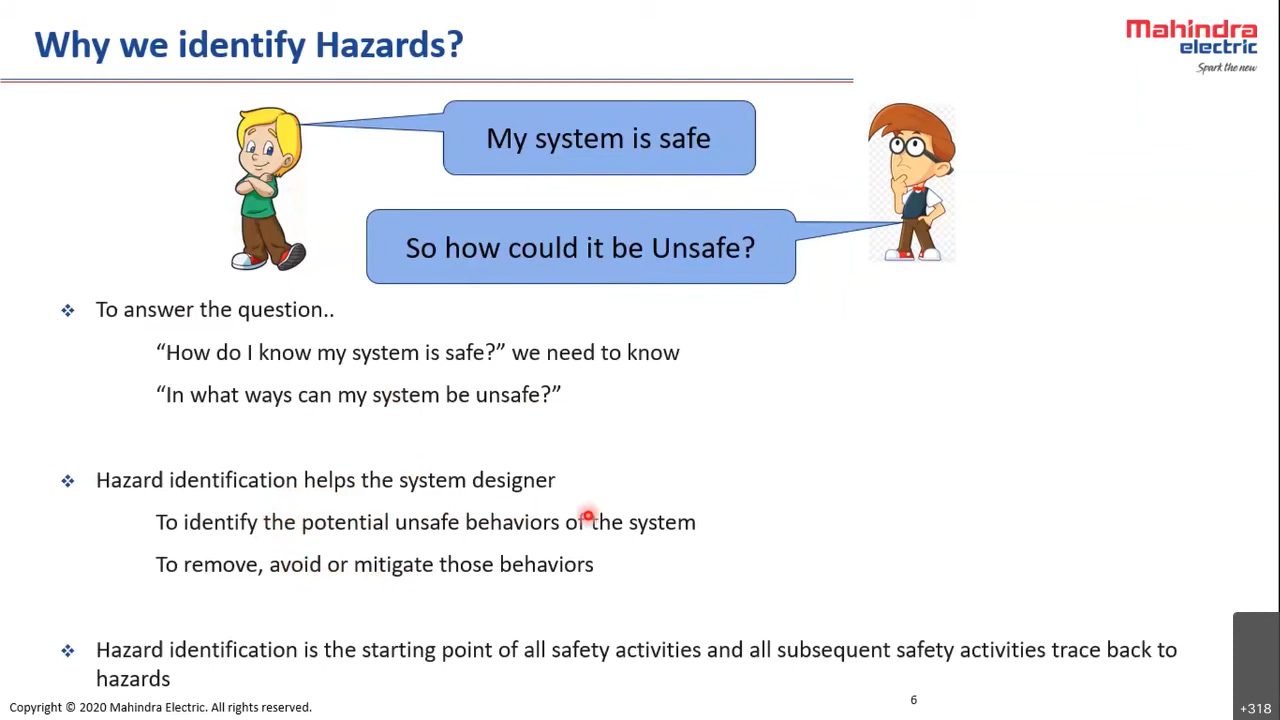 Why we identify Hazards?
Mahindra
electric
Spark the new
My system is safe
So how could it be Unsafe?
To answer the question..
“How do I know my system is safe?” we need to know
“In what ways can my system be unsafe?”
Hazard identification helps the system designer
To identify the potential unsafe behaviors of the system
To remove, avoid or mitigate those behaviors
Hazard identification is the starting point of all safety activities and all subsequent safety activities trace back to
hazards
Copyright © 2020 Mahindra Electric. All rights reserved.
6
+318